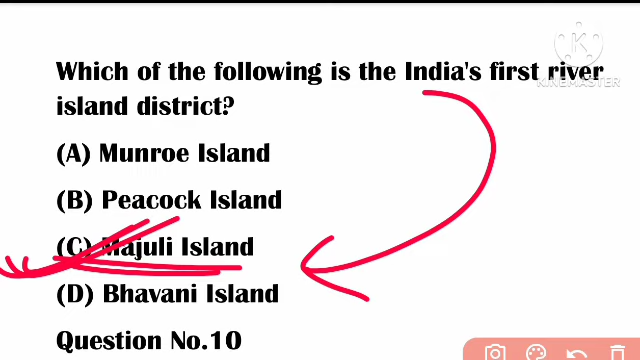 Which of the following is the India's first river
island district?
(A) Munroe Island
(B) Peacock Island
(C) Majuli Island
(D) Bhavani Island
Question No.10
K
KINEMASTER